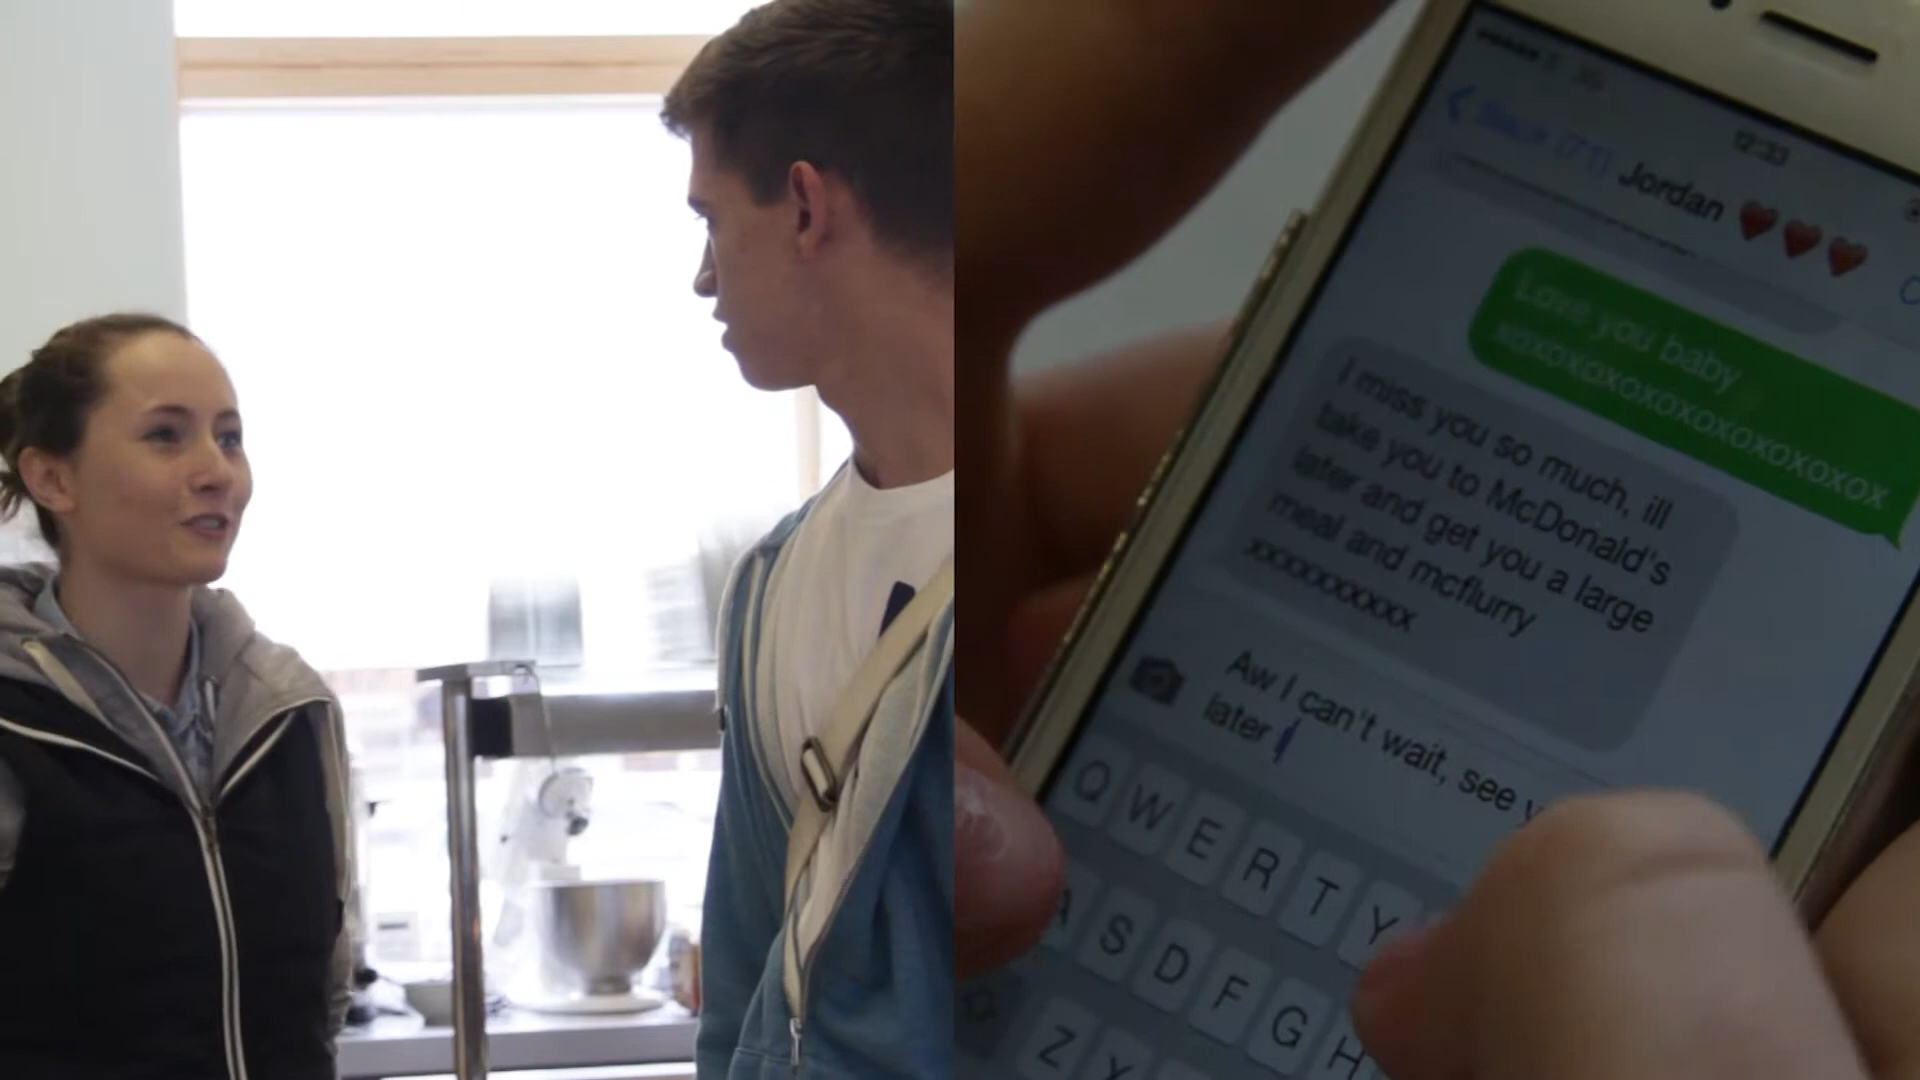 12:33
Jordan ❤️❤️❤️
Love you baby
xoxoxoxoxoxoxoxoxox
I miss you so much, ill
take you to McDonald's
later and get you a large
meal and mcflurry
xxxxxxxxxx
Aw I can't wait, see
later
Q W E R T Y
A S D F G H
Z